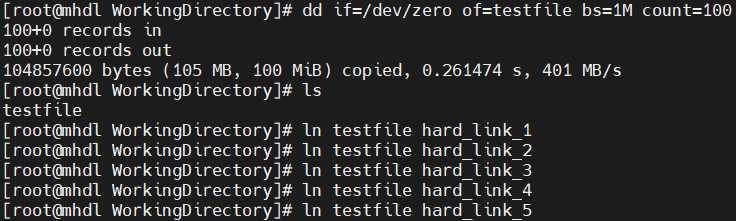 [root@mhdl WorkingDirectory]# dd if=/dev/zero of=testfile bs=1M count=100
100+0 records in
100+0 records out
104857600 bytes (105 MB, 100 MiB) copied, 0.261474 s, 401 MB/s
[root@mhdl WorkingDirectory]# ls
testfile
[root@mhdl WorkingDirectory]# ln testfile hard_link_1
[root@mhdl WorkingDirectory]# ln testfile hard_link_2
[root@mhdl WorkingDirectory]# ln testfile hard_link_3
[root@mhdl WorkingDirectory]# ln testfile hard_link_4
[root@mhdl WorkingDirectory]# ln testfile hard_link_5